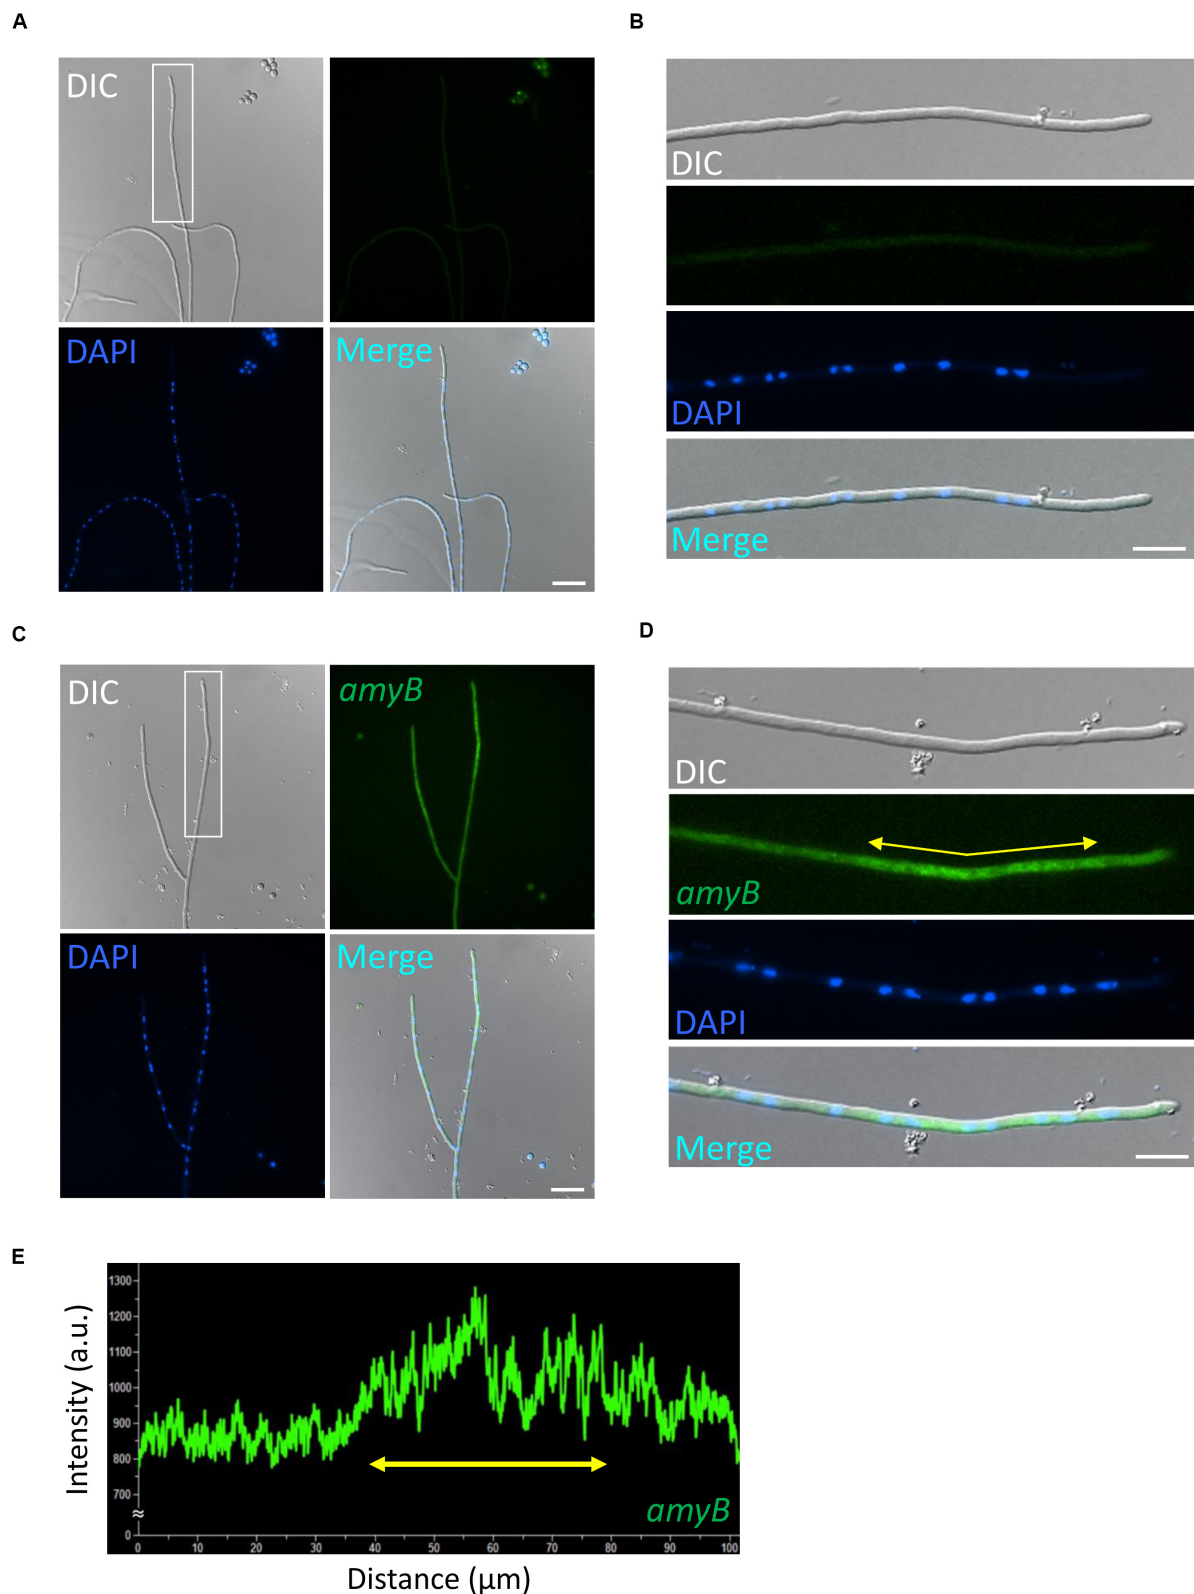 A
DIC
DAPI
Merge
B
DIC
DAPI
Merge
C
DIC
amyB
DAPI
Merge
D
DIC
amyB
DAPI
Merge
E
Intensity (a.u.)
1300
1200
1100
1000
900
800
700
≈
0
0 10 20 30 40 50 60 70 80 90 100
amyB
Distance (μm)